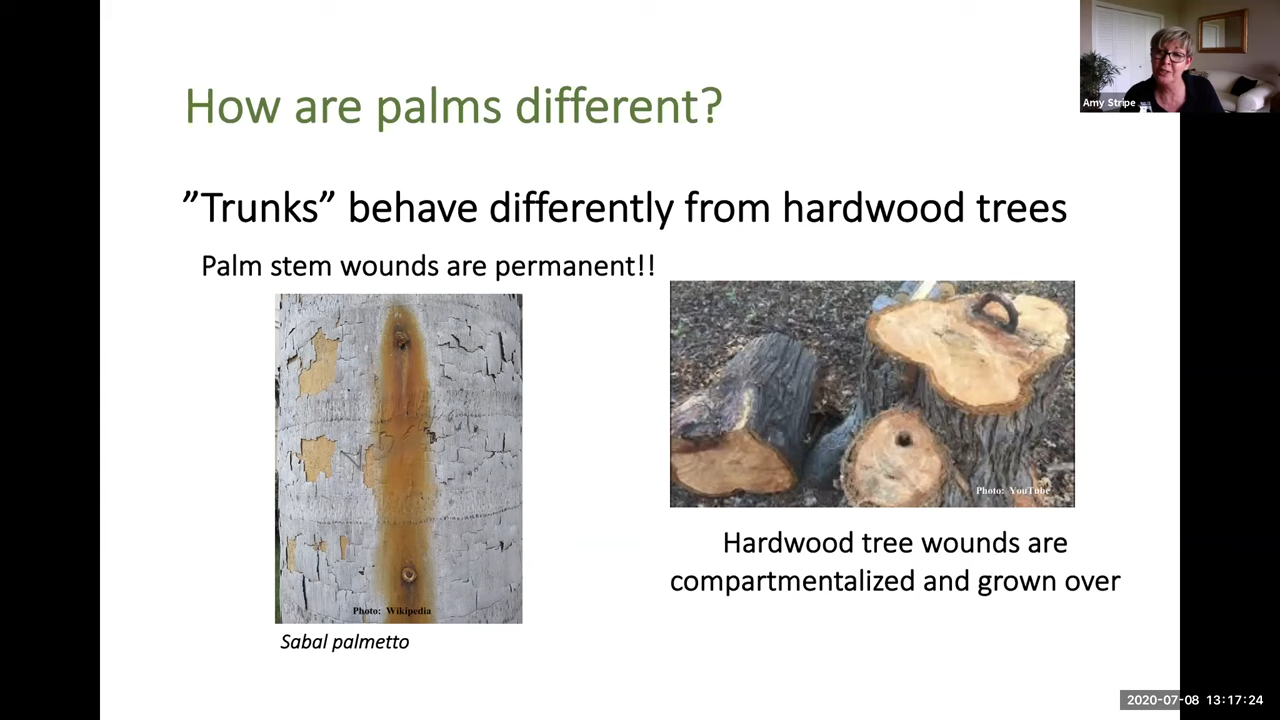 How are palms different?
Amy Stripe
”Trunks” behave differently from hardwood trees
Palm stem wounds are permanent!!
Photo: Wikipedia
Sabal palmetto
Photo: YouTube
Hardwood tree wounds are
compartmentalized and grown over
2020-07-08 13:17:24